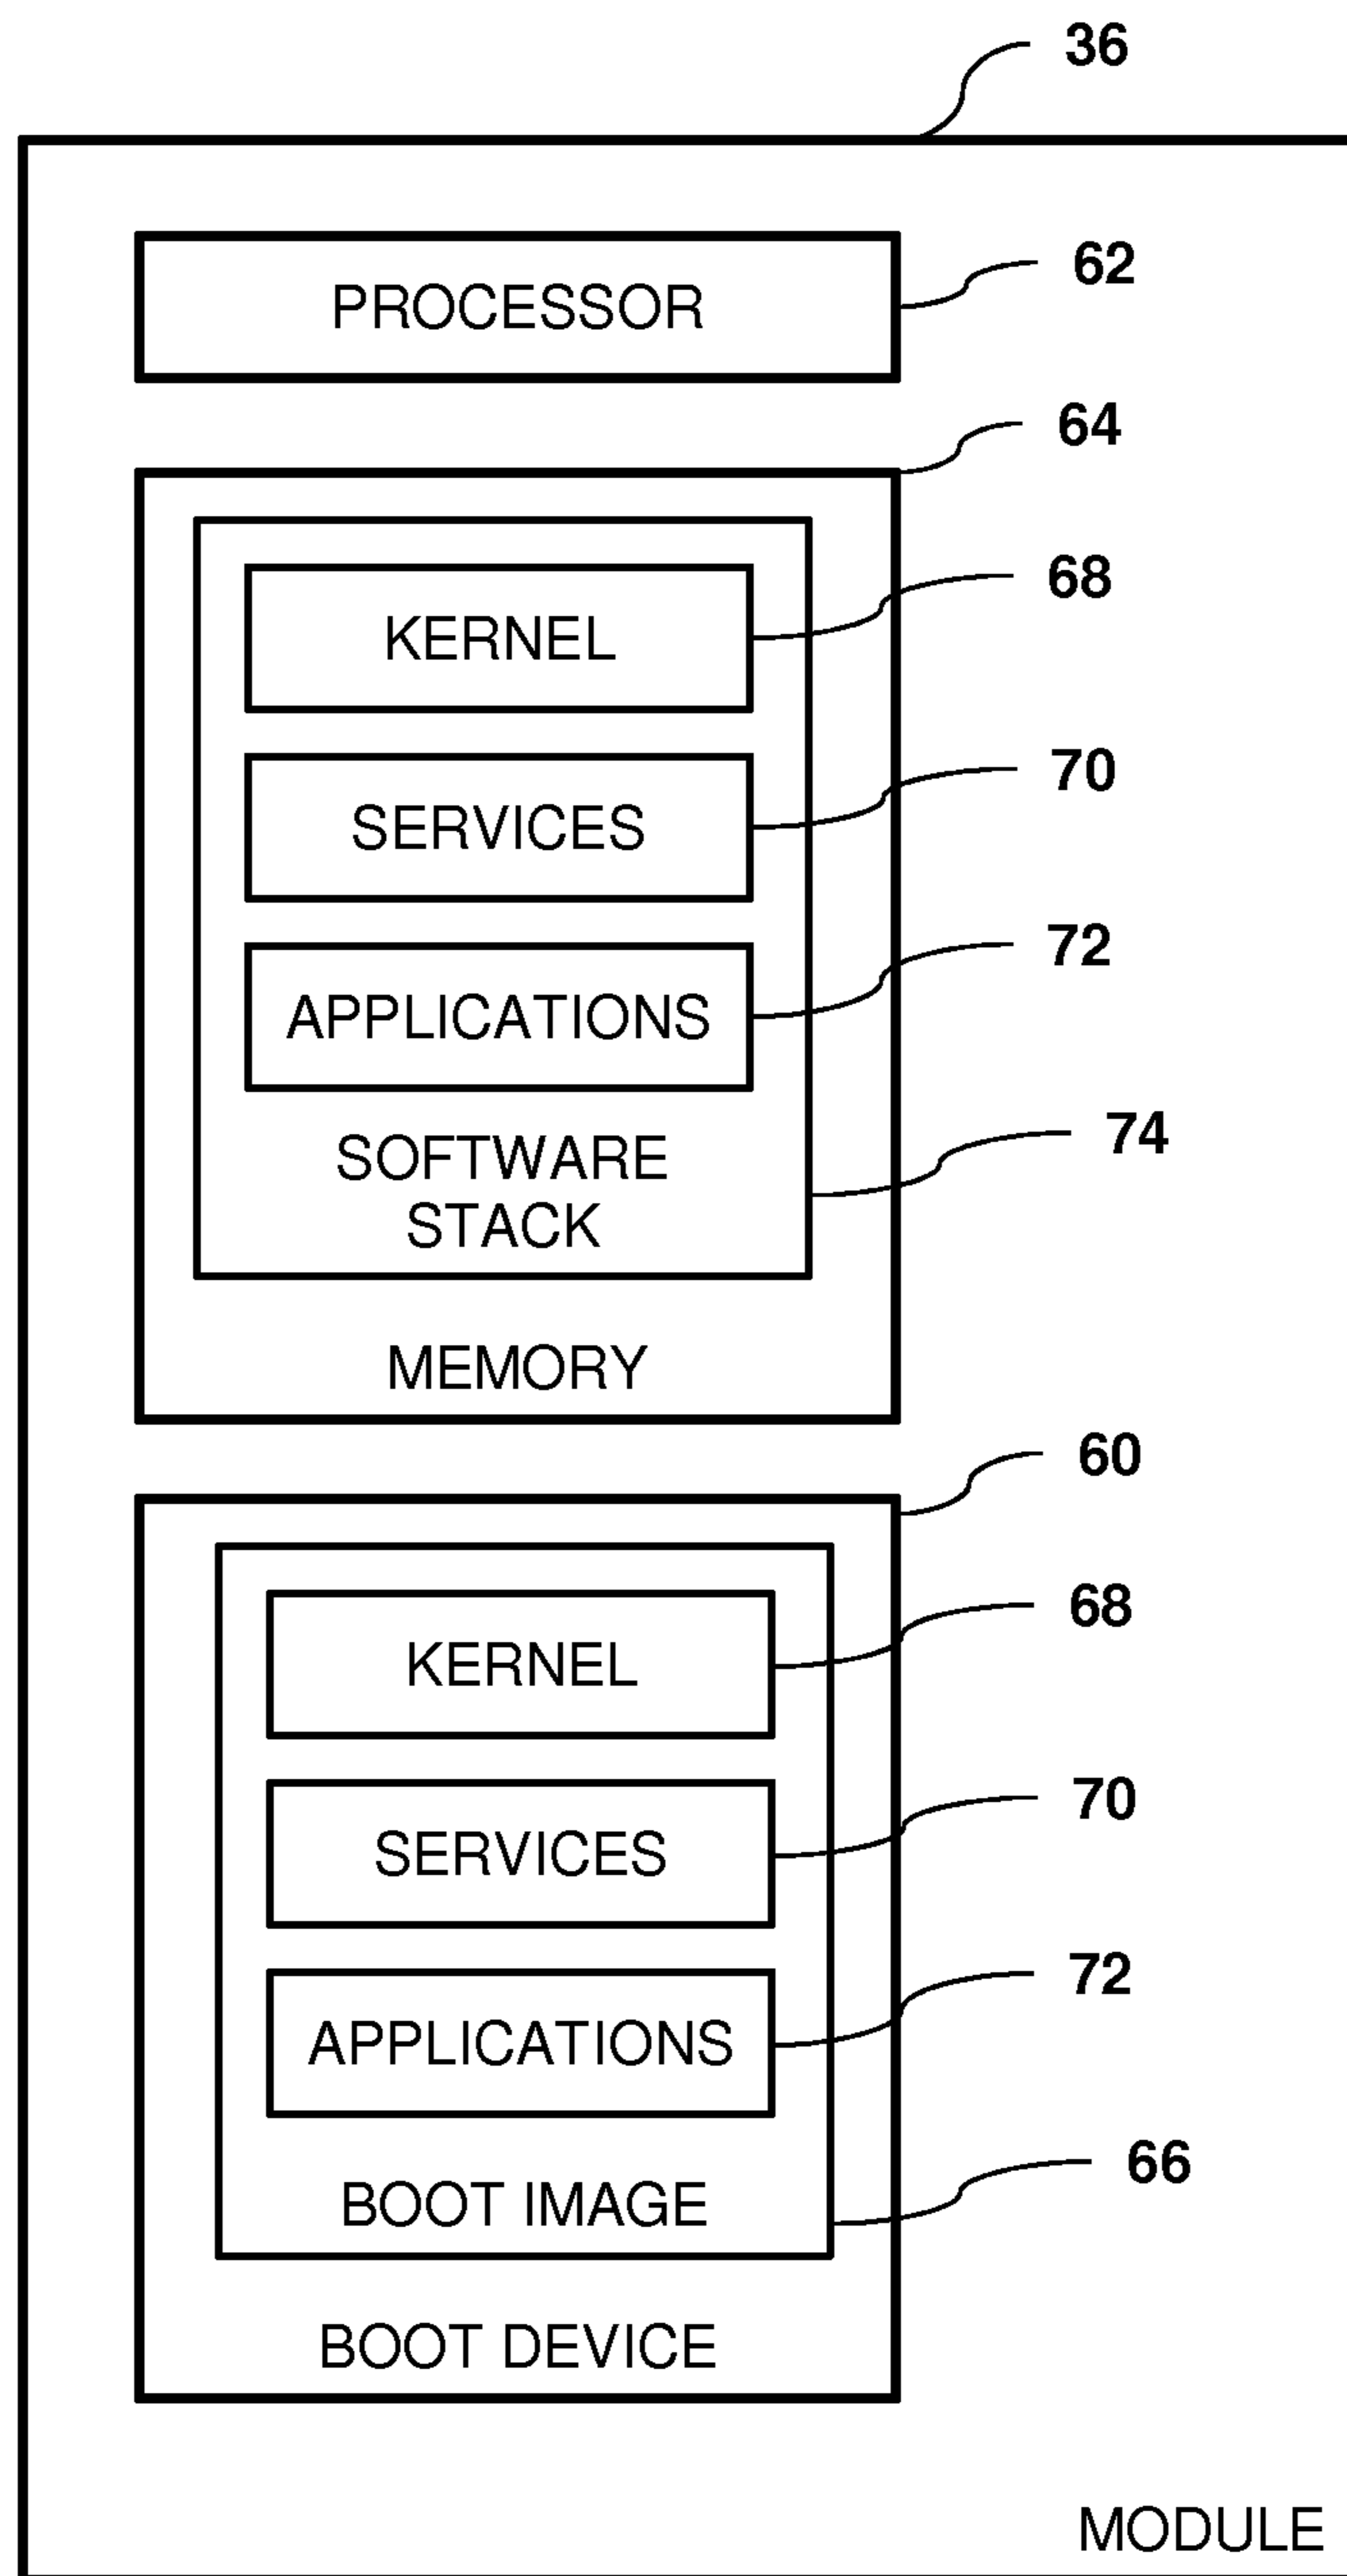 36
PROCESSOR
62
64
KERNEL
68
SERVICES
70
APPLICATIONS
72
SOFTWARE
STACK
74
MEMORY
60
KERNEL
68
SERVICES
70
APPLICATIONS
72
BOOT IMAGE
66
BOOT DEVICE
MODULE